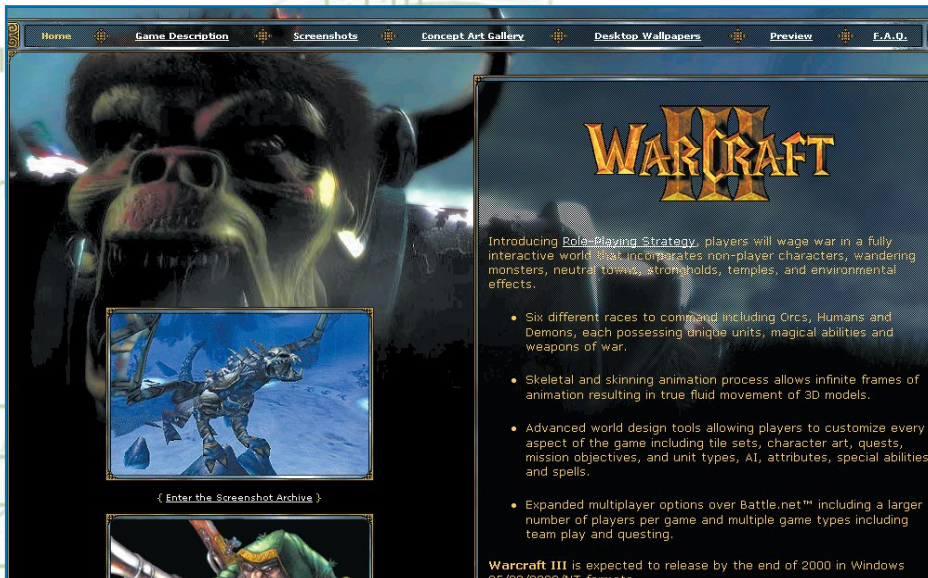 Home Game Description Screenshots Concept Art Gallery Desktop Wallpapers Preview F.A.Q.
WARCRAFT III
Introducing Role-Playing Strategy, players will wage war in a fully
interactive world that incorporates non-player characters, wandering
monsters, neutral towns, strongholds, temples, and environmental
effects.
• Six different races to command including Orcs, Humans and
Demons, each possessing unique units, magical abilities and
weapons of war.
• Skeletal and skinning animation process allows infinite frames of
animation resulting in true fluid movement of 3D models.
• Advanced world design tools allowing players to customize every
aspect of the game including tile sets, character art, quests,
mission objectives, and unit types, AI, attributes, special abilities
and spells.
• Expanded multiplayer options over Battle.net™ including a larger
number of players per game and multiple game types including
team play and questing.
Warcraft III is expected to release by the end of 2000 in Windows
{ Enter the Screenshot Archive }